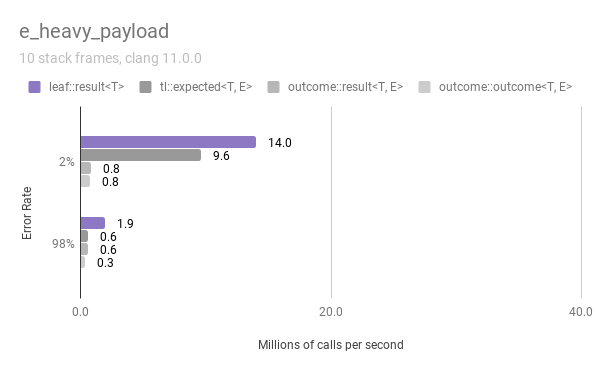 e_heavy_payload
10 stack frames, clang 11.0.0
leaf::result<T> tl::expected<T, E> outcome::result<T, E> outcome::outcome<T, E>
Error Rate
2%
14.0
9.6
0.8
0.8
98%
1.9
0.6
0.6
0.3
0.0 20.0 40.0
Millions of calls per second